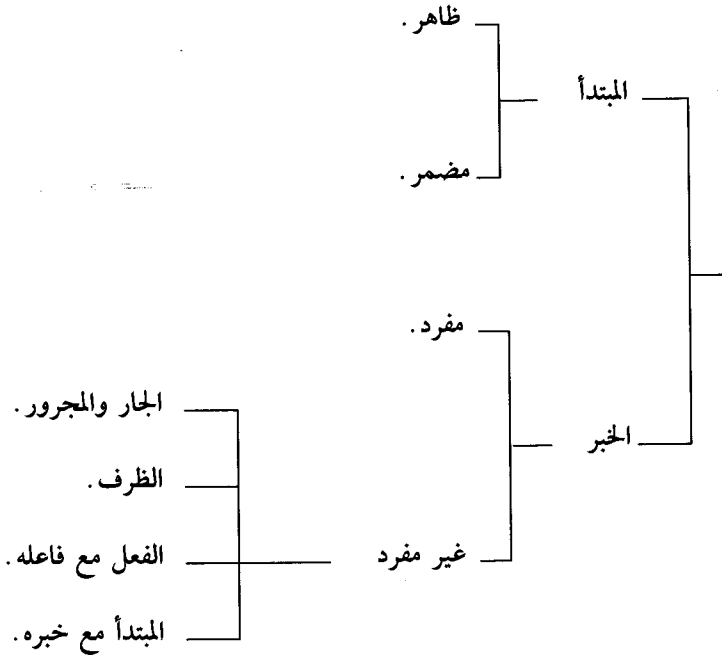 ظاهر.
المبتدأ
مضمر.
مفرد.
الخبر
غير مفرد
الجار والمجرور.
الظرف.
الفعل مع فاعله.
المبتدأ مع خبره.